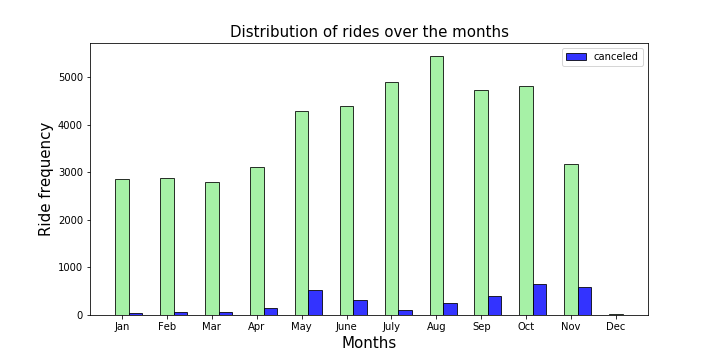 Distribution of rides over the months
canceled
Ride frequency
5000
4000
3000
2000
1000
0
Jan Feb Mar Apr May June July Aug Sep Oct Nov Dec
Months